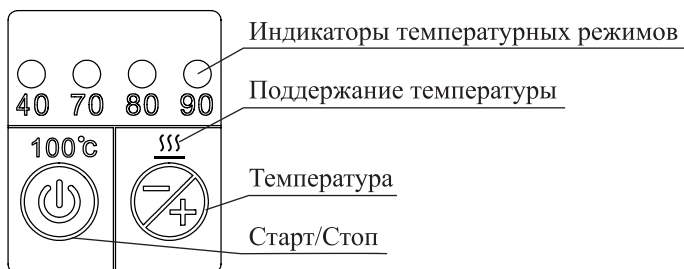 Индикаторы температурных режимов
40 70 80 90
Поддержание температуры
100°c
Температура
Старт/Стоп